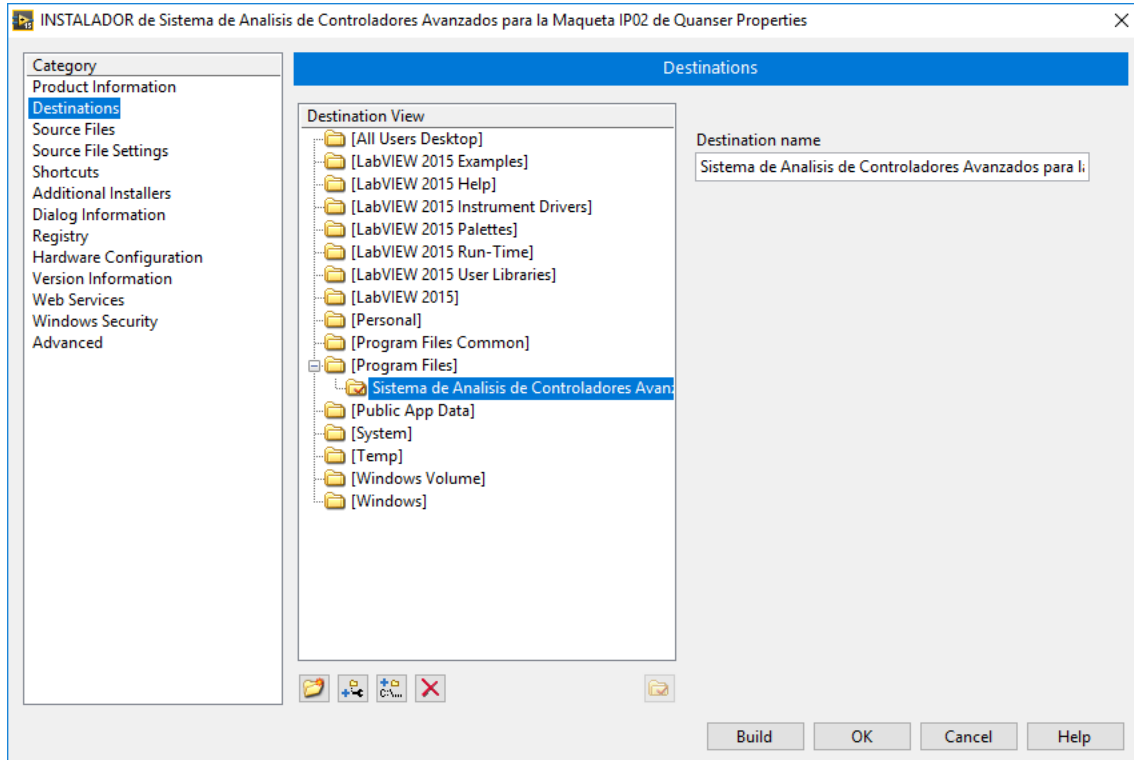 INSTALADOR de Sistema de Analisis de Controladores Avanzados para la Maqueta IP02 de Quanser Properties
Category
Product Information
Destinations
Source Files
Source File Settings
Shortcuts
Additional Installers
Dialog Information
Registry
Hardware Configuration
Version Information
Web Services
Windows Security
Advanced
Destinations
Destination View
[All Users Desktop]
[LabVIEW 2015 Examples]
[LabVIEW 2015 Help]
[LabVIEW 2015 Instrument Drivers]
[LabVIEW 2015 Palettes]
[LabVIEW 2015 Run-Time]
[LabVIEW 2015 User Libraries]
[LabVIEW 2015]
[Personal]
[Program Files Common]
[Program Files]
Sistema de Analisis de Controladores Avan
[Public App Data]
[System]
[Temp]
[Windows Volume]
[Windows]
Destination name
Sistema de Analisis de Controladores Avanzados para
Build OK Cancel Help